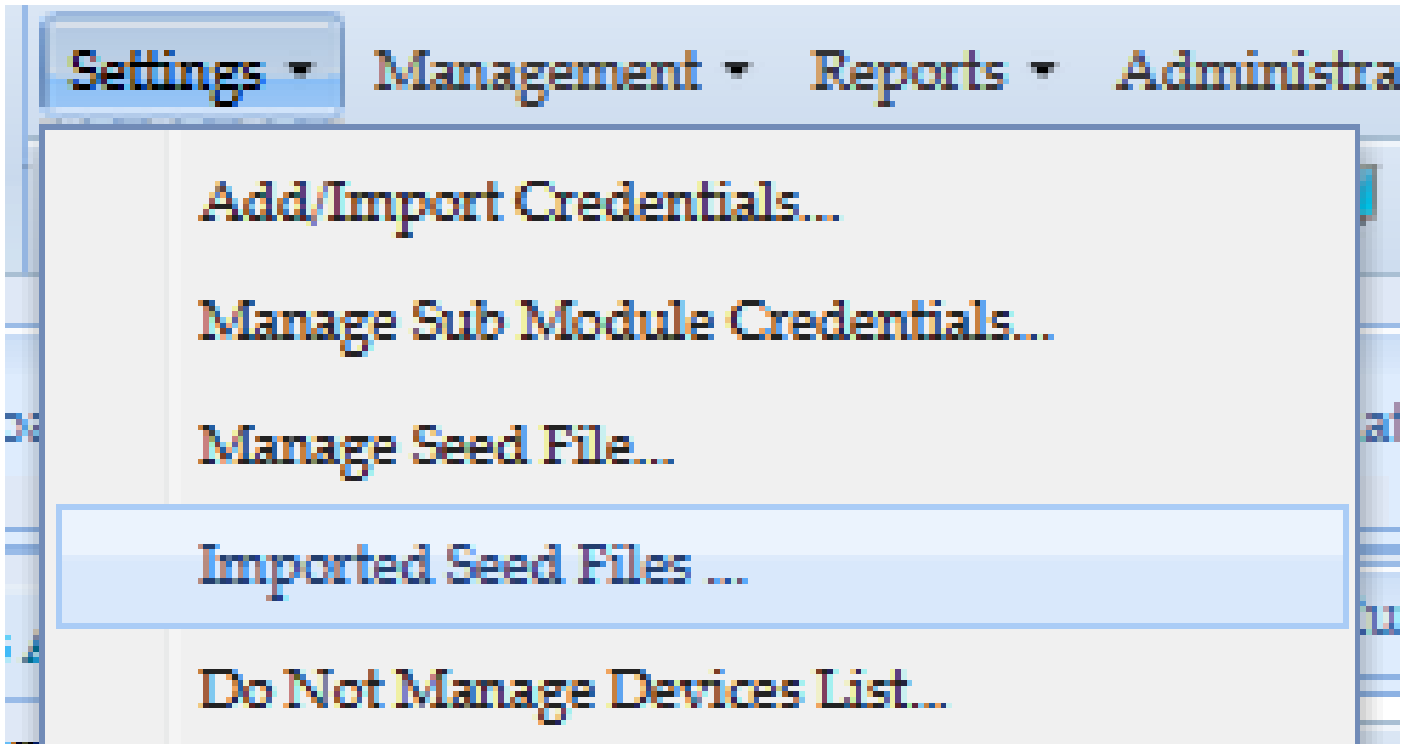 Settings Management Reports
Add/Import Credentials...
Manage Sub Module Credentials...
Manage Seed File...
Imported Seed Files ...
Do Not Manage Devices List...